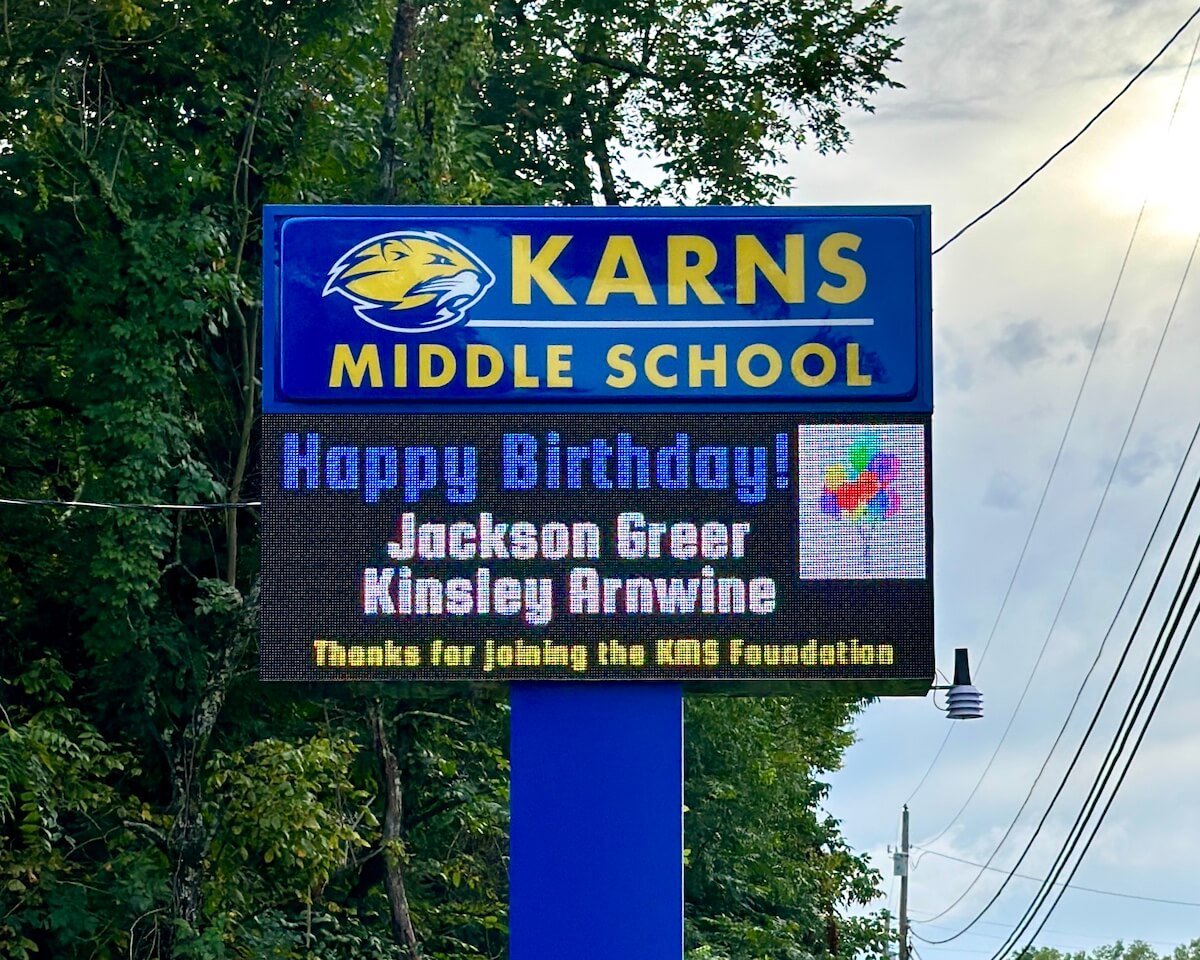 KARNS
MIDDLE SCHOOL
Happy Birthday!
Jackson Greer
Kinsley Arnwine
Thanks for joining the KMS Foundation